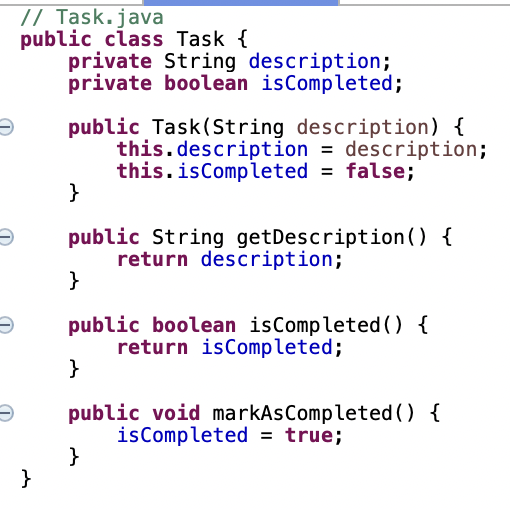 // Task.java
public class Task {
    private String description;
    private boolean isCompleted;

    public Task(String description) {
        this.description = description;
        this.isCompleted = false;
    }

    public String getDescription() {
        return description;
    }

    public boolean isCompleted() {
        return isCompleted;
    }

    public void markAsCompleted() {
        isCompleted = true;
    }
}